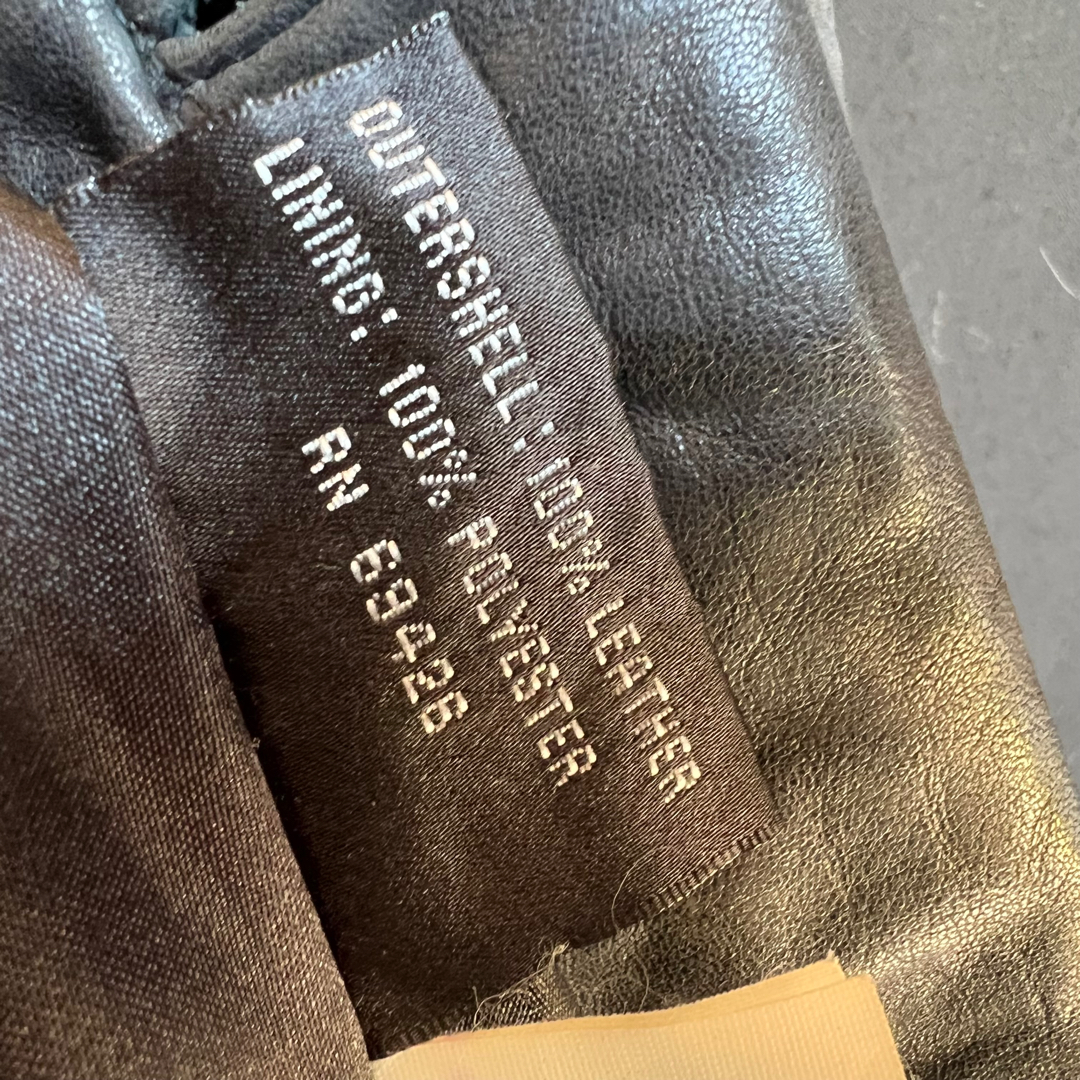 OUTERSHELL: 100% LEATHER
LINING: 100% POLYESTER
RN 69426